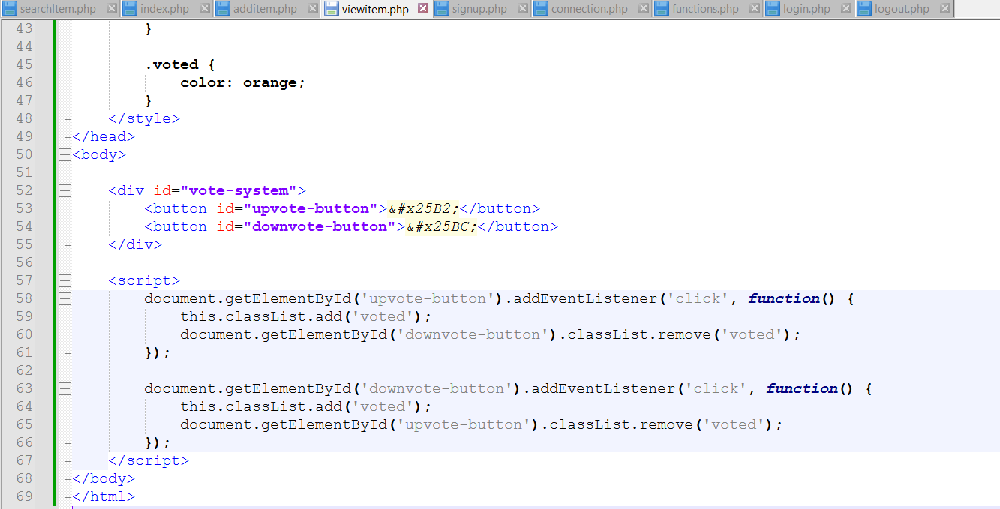 searchItem.php index.php additem.php viewitem.php signup.php connection.php functions.php login.php logout.php
43 }
44
45 .voted {
46 color: orange;
47 }
48 </style>
49 </head>
50 <body>
51
52 <div id="vote-system">
53 <button id="upvote-button">&#x25B2;</button>
54 <button id="downvote-button">&#x25BC;</button>
55 </div>
56
57 <script>
58 document.getElementById('upvote-button').addEventListener('click', function() {
59 this.classList.add('voted');
60 document.getElementById('downvote-button').classList.remove('voted');
61 });
62
63 document.getElementById('downvote-button').addEventListener('click', function() {
64 this.classList.add('voted');
65 document.getElementById('upvote-button').classList.remove('voted');
66 });
67 </script>
68 </body>
69 </html>